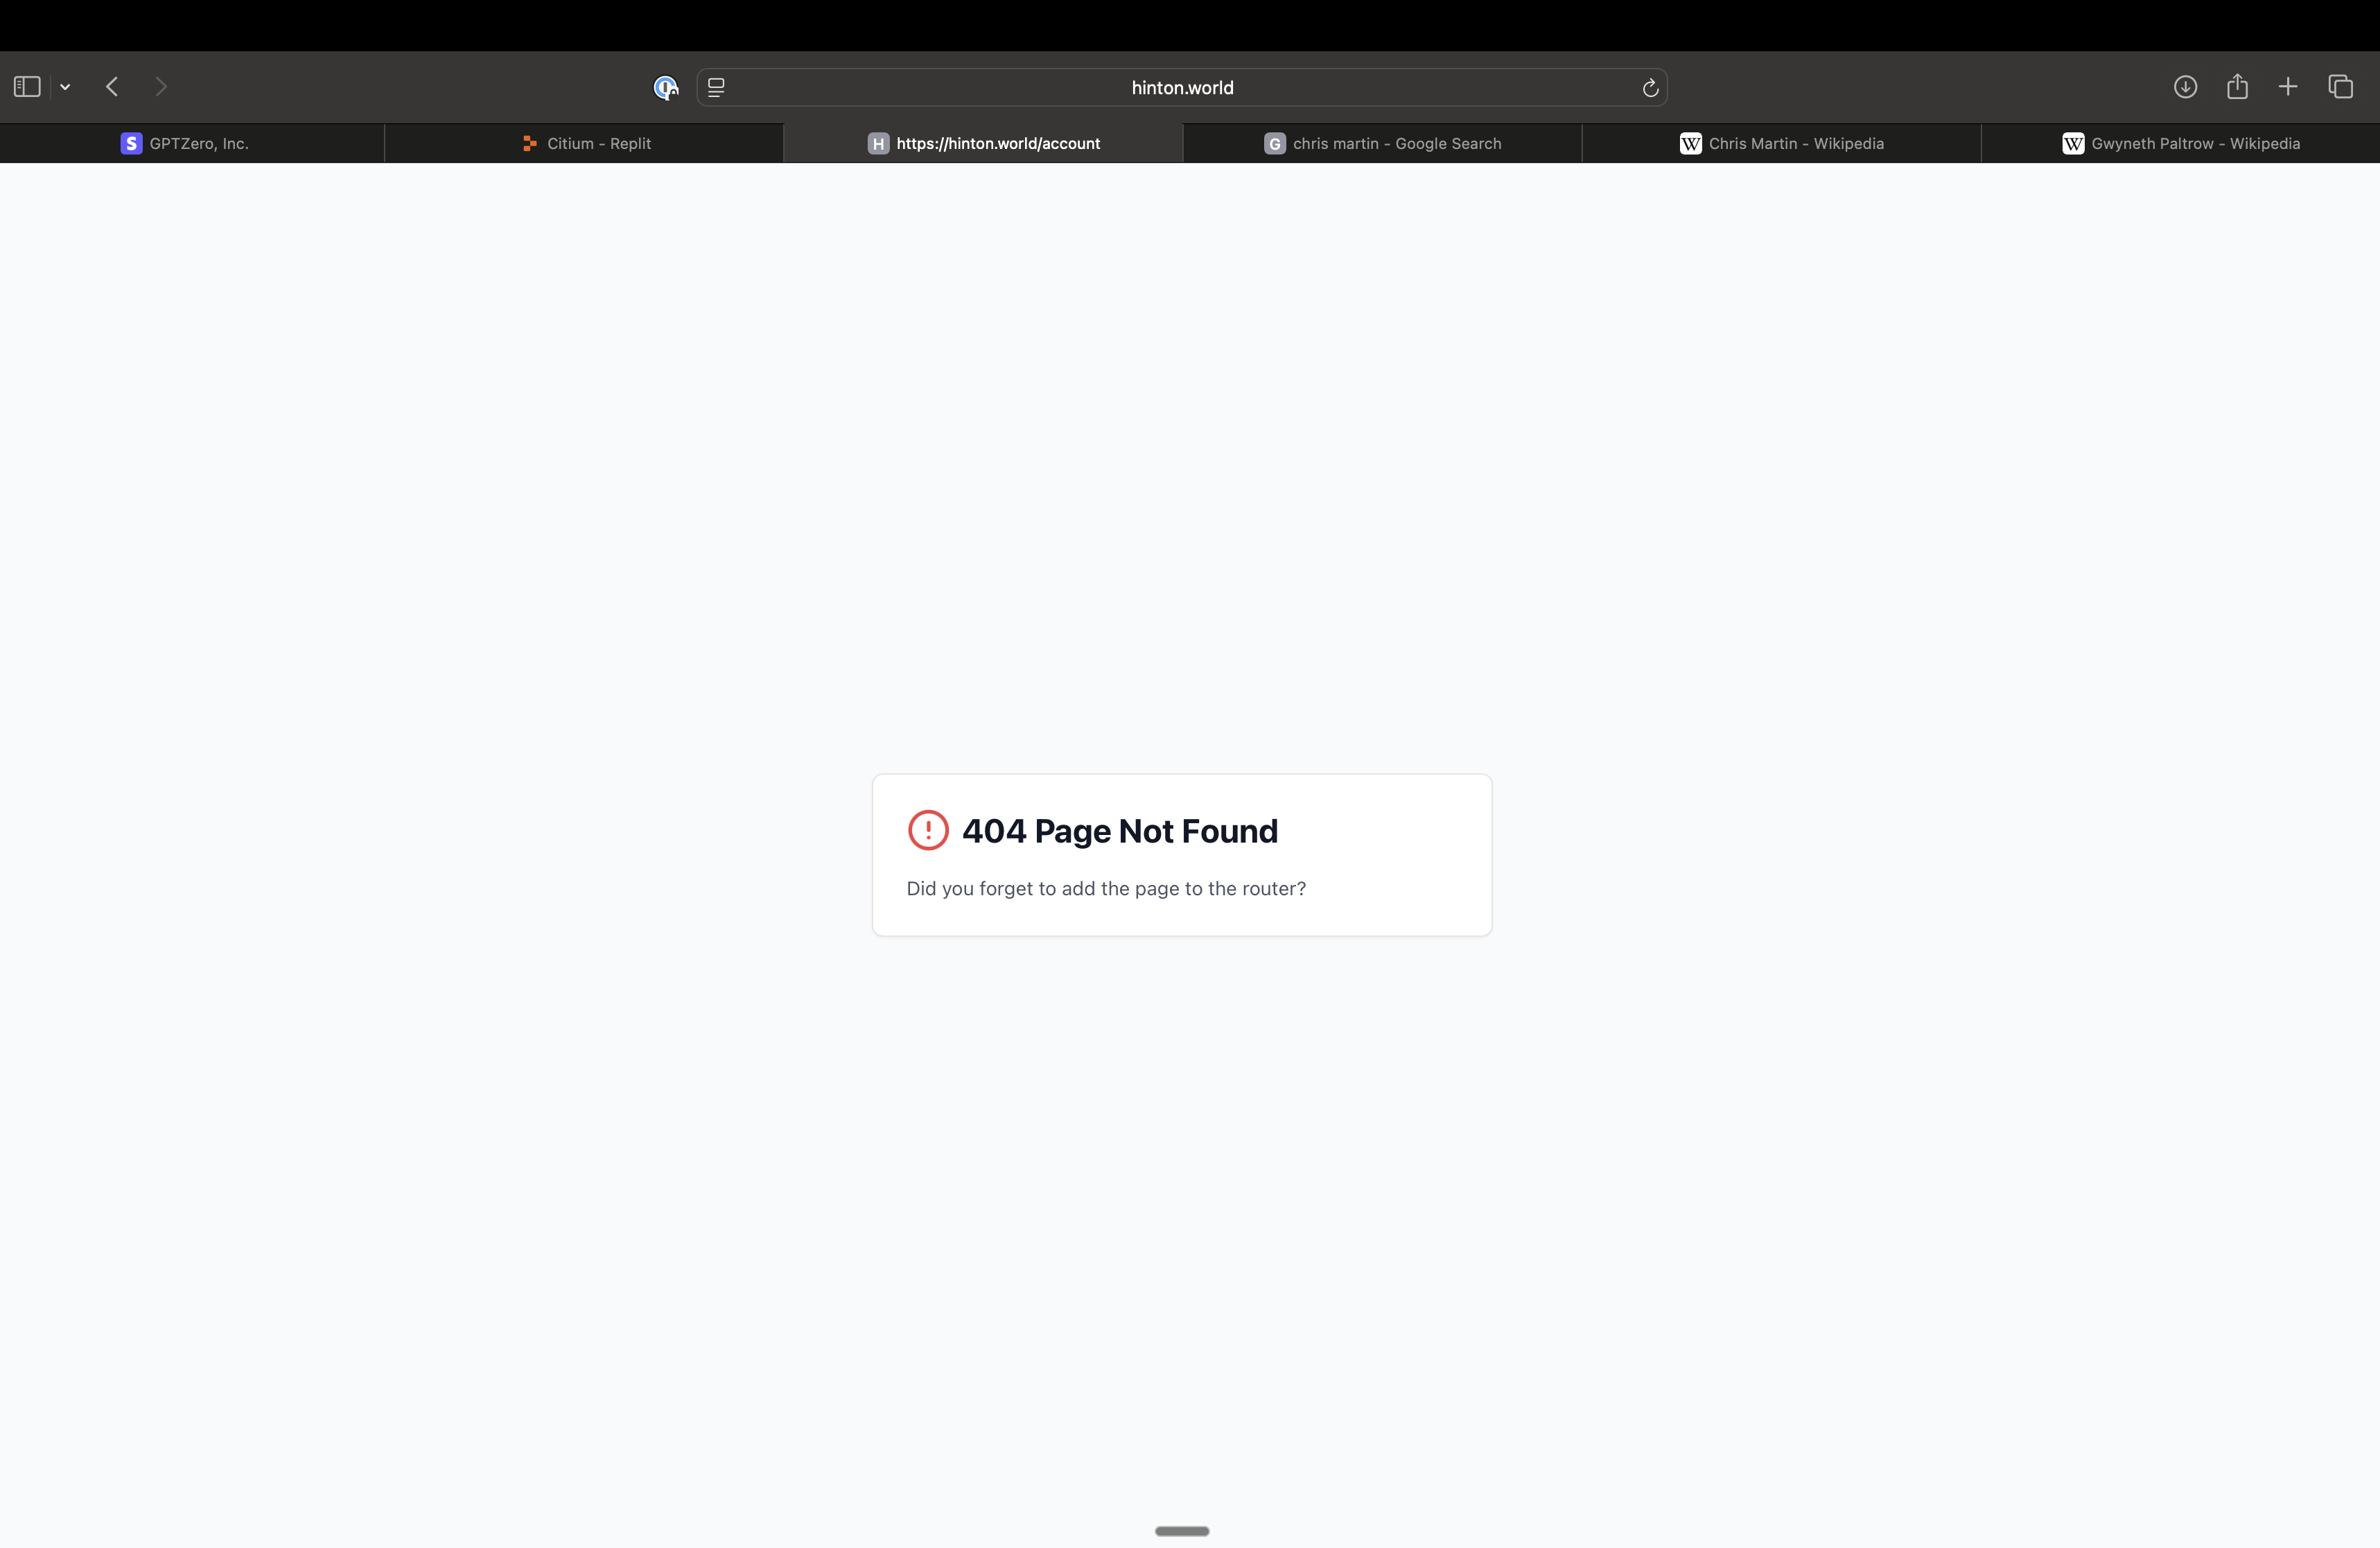 hinton.world
S GPTZero, Inc.
Citium - Replit
H https://hinton.world/account
G chris martin - Google Search
W Chris Martin - Wikipedia
W Gwyneth Paltrow - Wikipedia
404 Page Not Found
Did you forget to add the page to the router?